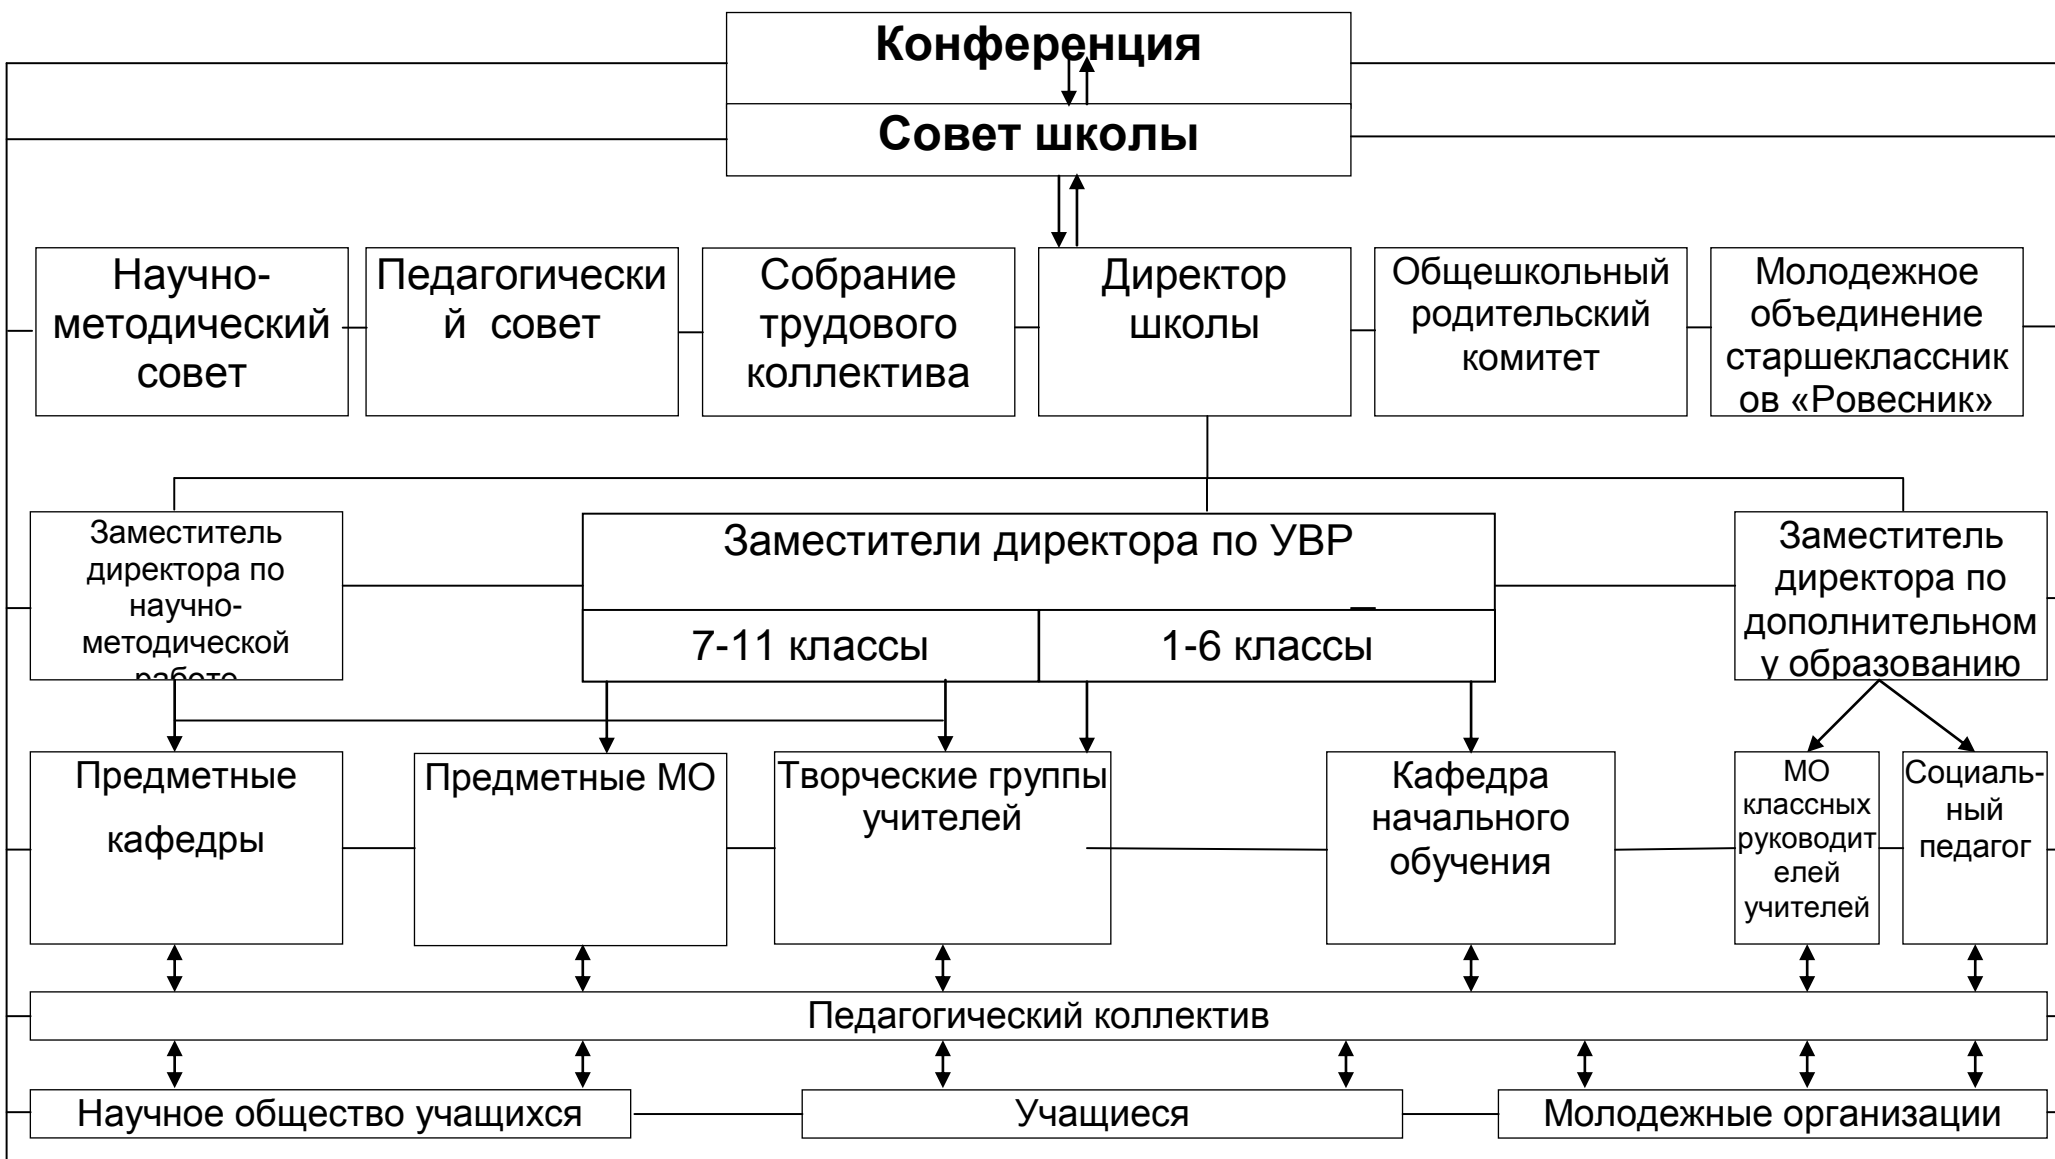 Конференция
Совет школы
Научно-
методический
совет
Педагогически
й совет
Собрание
трудового
коллектива
Директор
школы
Общешкольный
родительский
комитет
Молодежное
объединение
старшеклассник
ов «Ровесник»
Заместитель
директора по
научно-
методической
работе
Заместители директора по УВР
7-11 классы
1-6 классы
Заместитель
директора по
дополнительном
у образованию
Предметные
кафедры
Предметные МО
Творческие группы
учителей
Кафедра
начального
обучения
МО
классных
руководит
елей
учителей
Социаль-
ный
педагог
Педагогический коллектив
Научное общество учащихся
Учащиеся
Молодежные организации